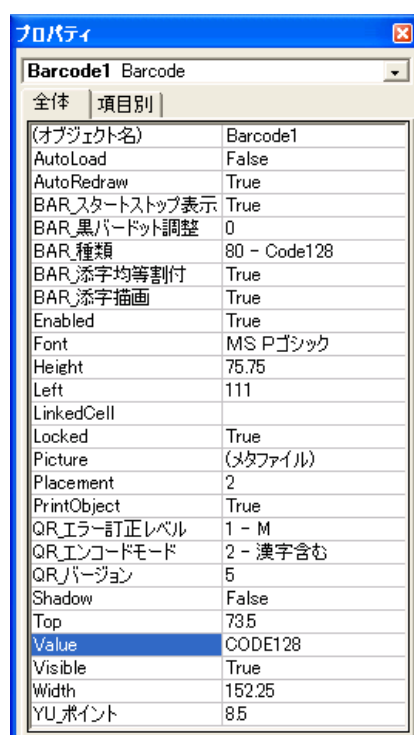 プロパティ
Barcode1 Barcode
全体 項目別
(オブジェクト名) Barcode1
AutoLoad False
AutoRedraw True
BAR_スタートストップ表示 True
BAR_黒バードット調整 0
BAR_種類 80 - Code128
BAR_添字均等割付 True
BAR_添字描画 True
Enabled True
Font MS Pゴシック
Height 75.75
Left 111
LinkedCell
Locked True
Picture (メタファイル)
Placement 2
PrintObject True
QR_エラー訂正レベル 1 - M
QR_エンコードモード 2 - 漢字含む
QR_バージョン 5
Shadow False
Top 73.5
Value CODE128
Visible True
Width 152.25
YU_ポイント 8.5